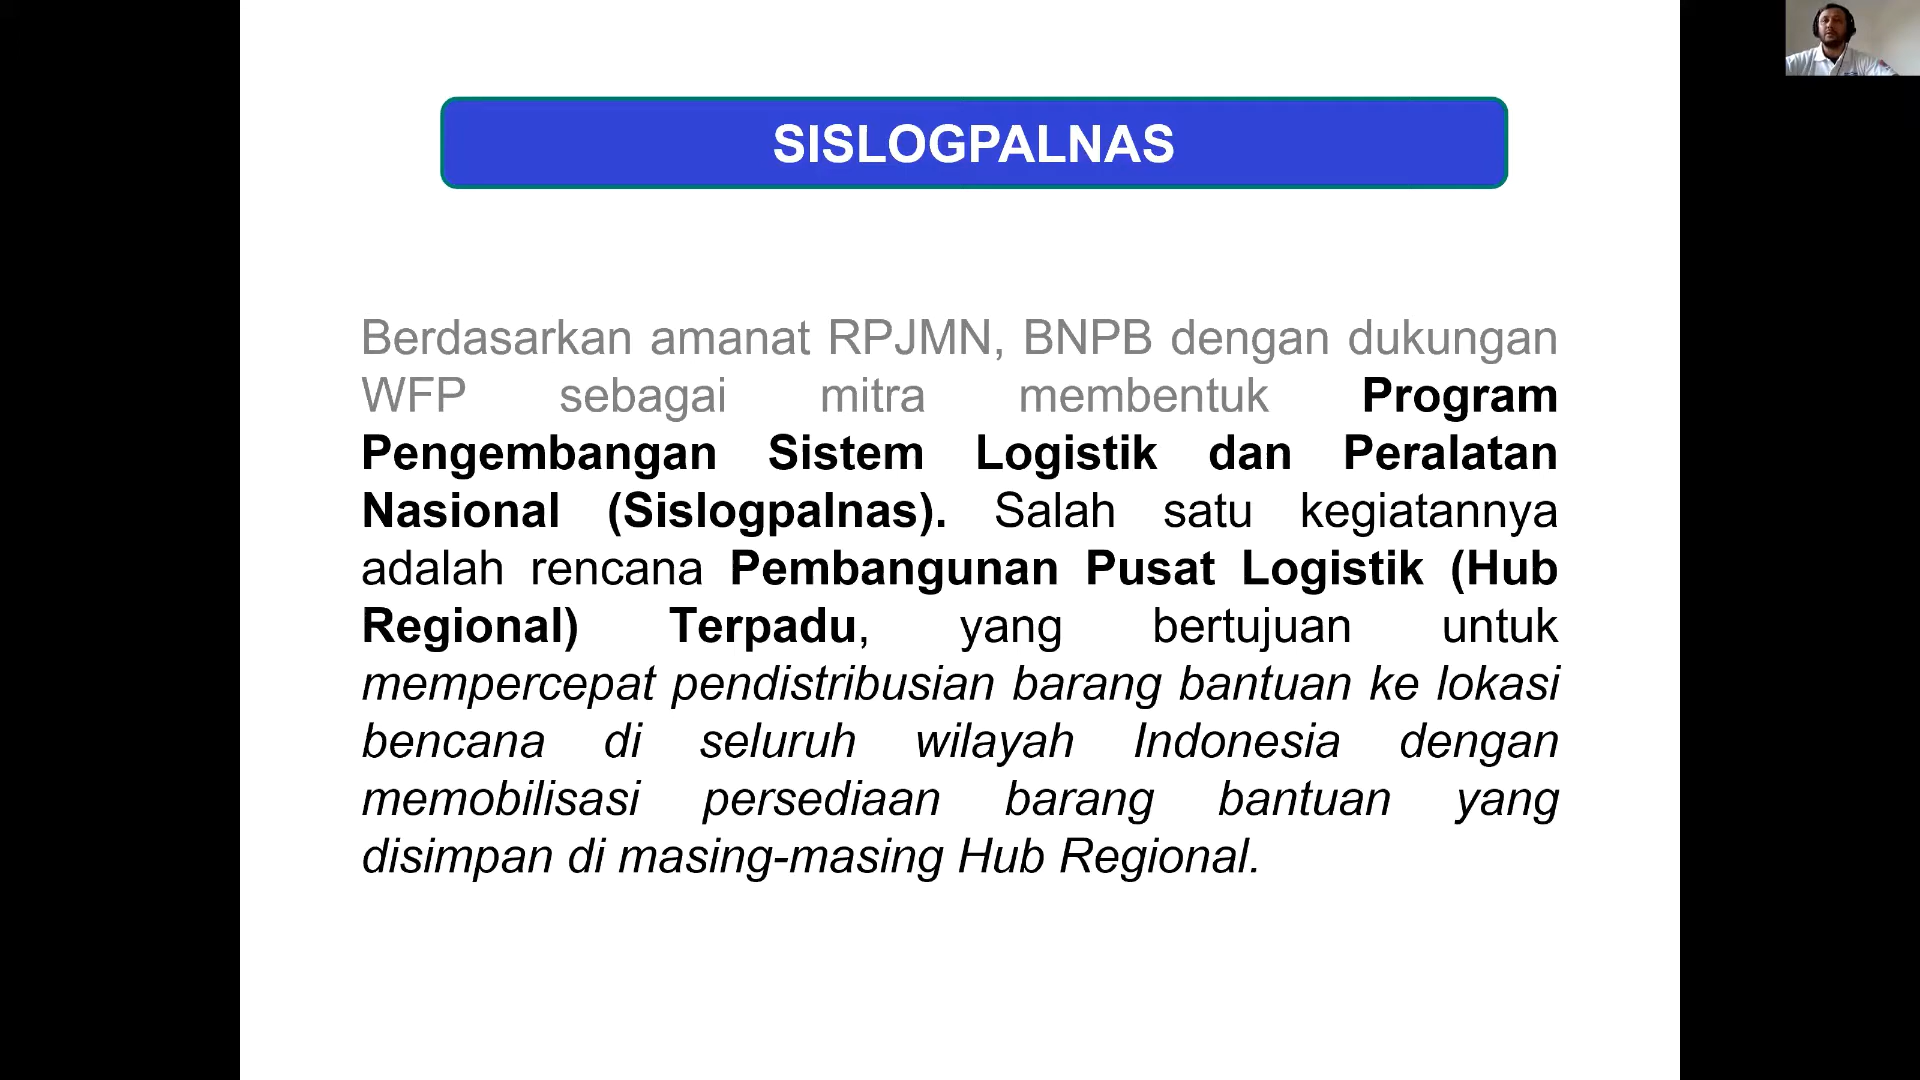 SISLOGPALNAS
Berdasarkan amanat RPJMN, BNPB dengan dukungan
WFP sebagai mitra membentuk Program
Pengembangan Sistem Logistik dan Peralatan
Nasional (Sislogpalnas). Salah satu kegiatannya
adalah rencana Pembangunan Pusat Logistik (Hub
Regional) Terpadu, yang bertujuan untuk
mempercepat pendistribusian barang bantuan ke lokasi
bencana di seluruh wilayah Indonesia dengan
memobilisasi persediaan barang bantuan yang
disimpan di masing-masing Hub Regional.